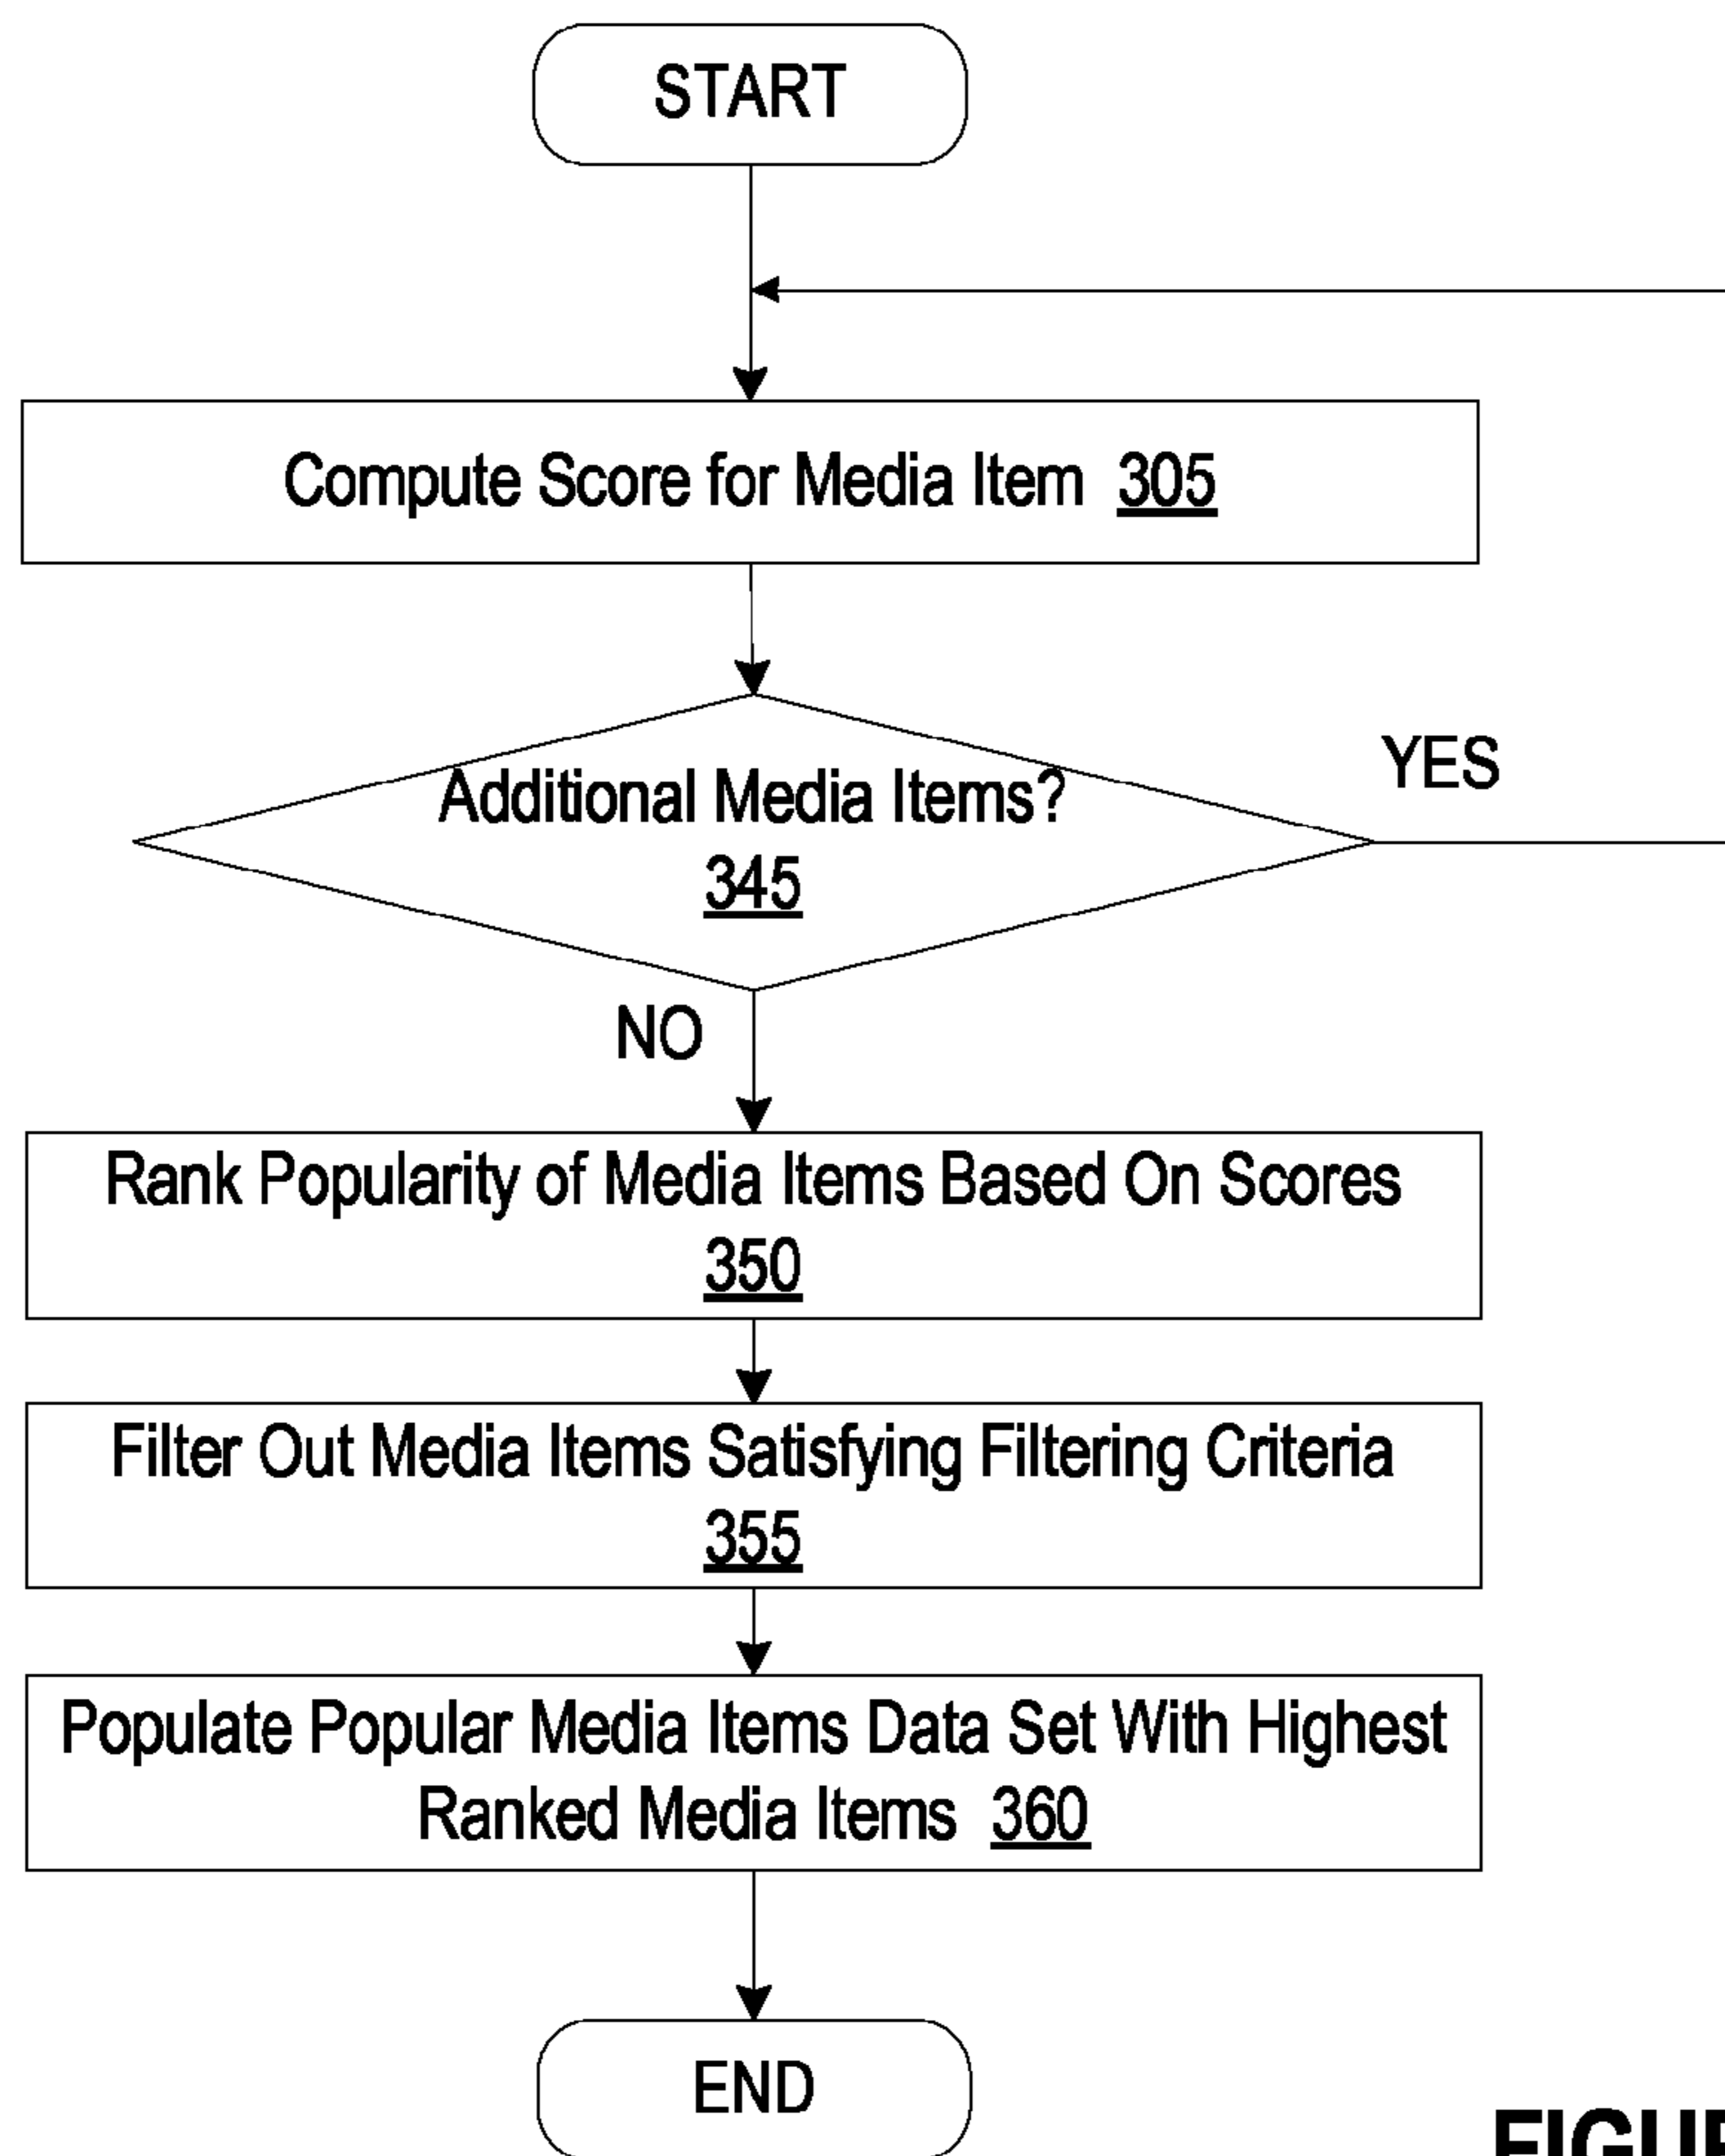 START
Compute Score for Media Item 305
Additional Media Items?
345
YES
NO
Rank Popularity of Media Items Based On Scores
350
Filter Out Media Items Satisfying Filtering Criteria
355
Populate Popular Media Items Data Set With Highest
Ranked Media Items 360
END